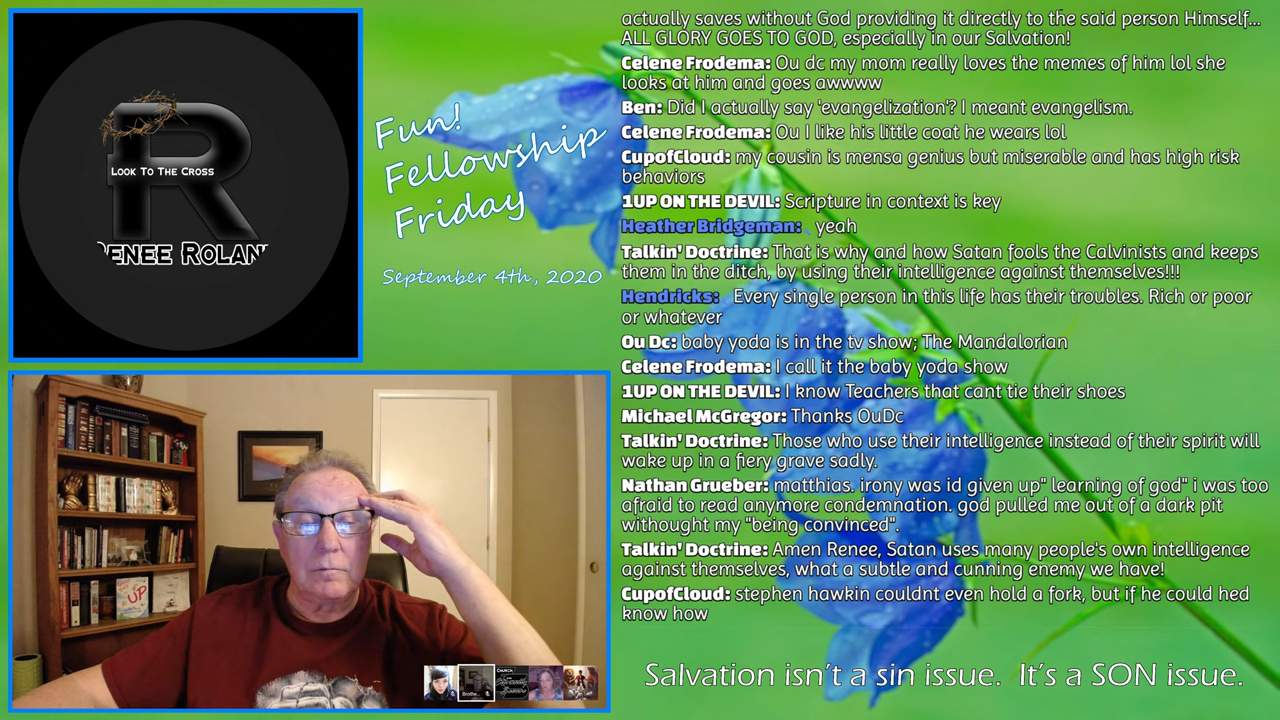 LOOK TO THE CROSS
RENEE ROLAN
Fun!
Fellowship
Friday
September 4th, 2020
UP
Brothe...
CHURCH
actually saves without God providing it directly to the said person Himself...
ALL GLORY GOES TO GOD, especially in our Salvation!
Celene Frodema: Ou dc my mom really loves the memes of him lol she
looks at him and goes awwww
Ben: Did I actually say 'evangelization'? I meant evangelism.
Celene Frodema: Ou I like his little coat he wears lol
CupofCloud: my cousin is mensa genius but miserable and has high risk
behaviors
1UP ON THE DEVIL: Scripture in context is key
Heather Bridgeman: yeah
Talkin' Doctrine: That is why and how Satan fools the Calvinists and keeps
them in the ditch, by using their intelligence against themselves!!!
Hendricks: Every single person in this life has their troubles. Rich or poor
or whatever
Ou Dc: baby yoda is in the tv show; The Mandalorian
Celene Frodema: I call it the baby yoda show
1UP ON THE DEVIL: I know Teachers that cant tie their shoes
Michael McGregor: Thanks OuDc
Talkin' Doctrine: Those who use their intelligence instead of their spirit will
wake up in a fiery grave sadly.
Nathan Grueber: matthias. irony was id given up" learning of god" i was too
afraid to read anymore condemnation. god pulled me out of a dark pit
withought my "being convinced".
Talkin' Doctrine: Amen Renee, Satan uses many people's own intelligence
against themselves, what a subtle and cunning enemy we have!
CupofCloud: stephen hawkin couldnt even hold a fork, but if he could hed
know how
Salvation isn't a sin issue. It's a SON issue.